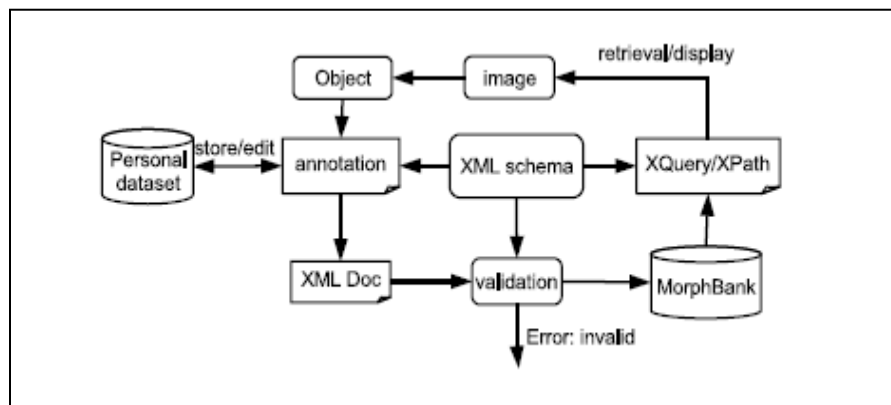 retrieval/display
Object
image
store/edit
Personal
dataset
annotation
XML schema
XQuery/XPath
XML Doc
validation
MorphBank
Error: invalid